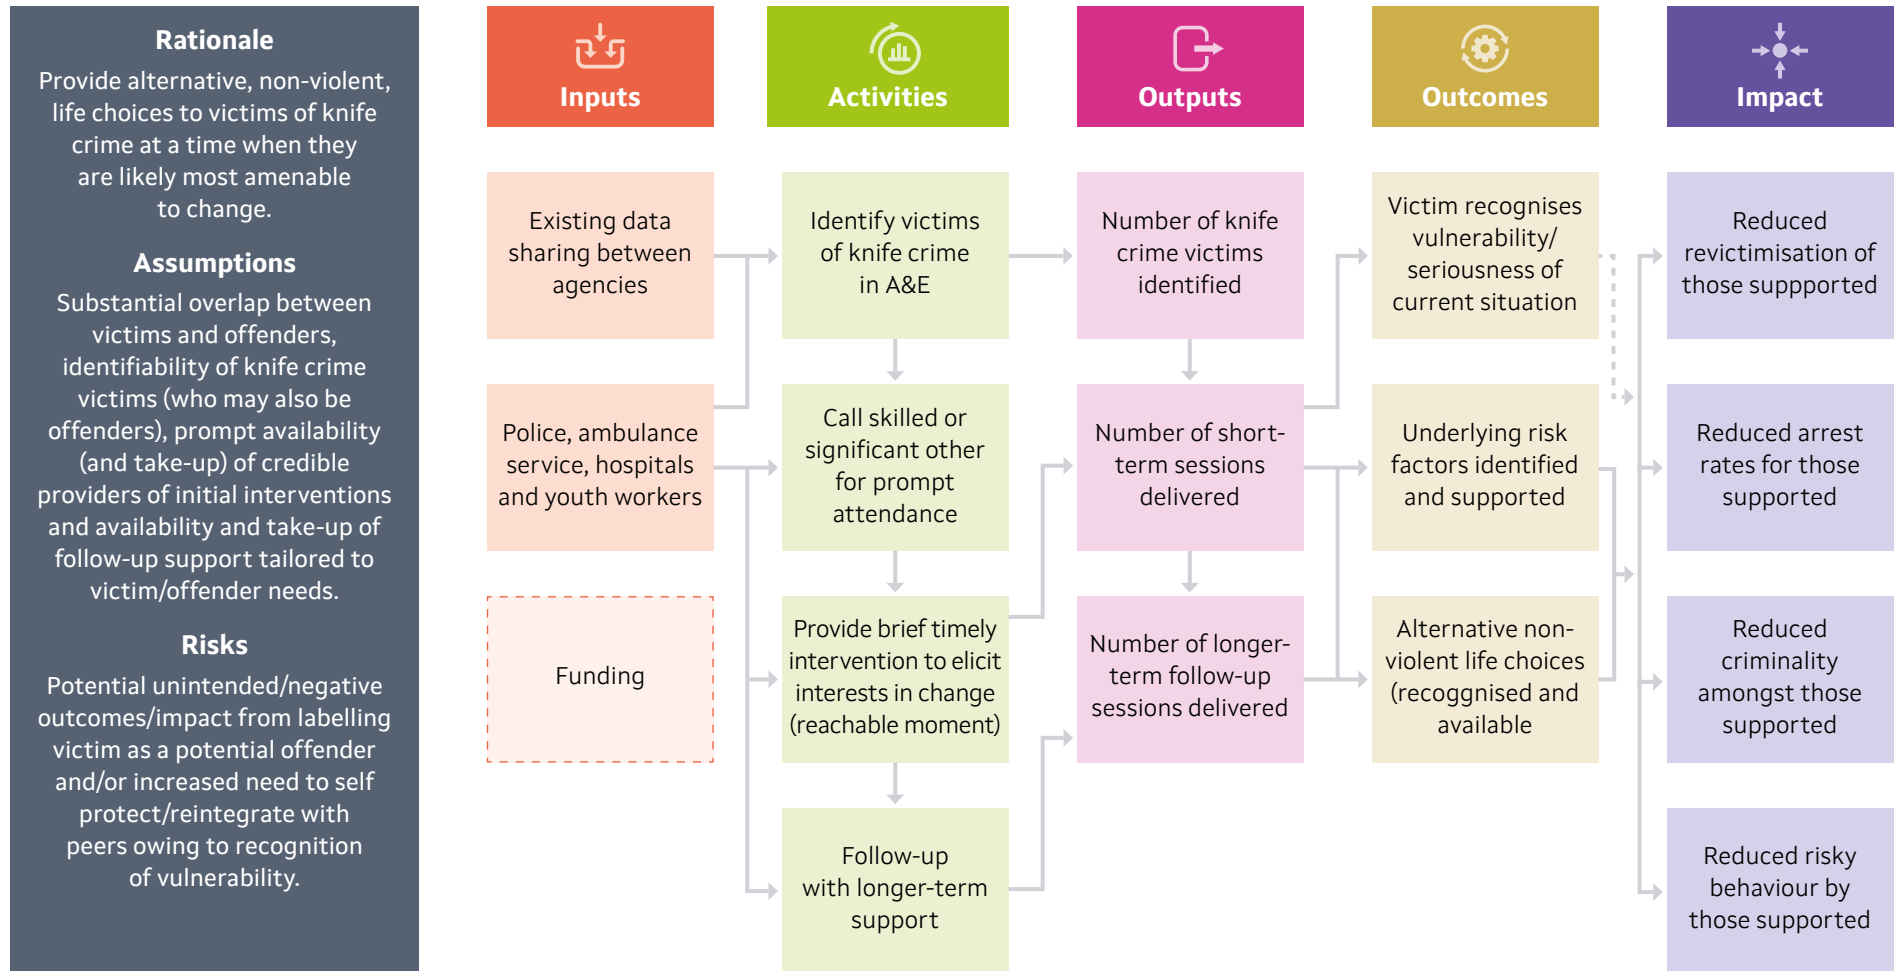 Rationale
Provide alternative, non-violent,
life choices to victims of knife
crime at a time when they
are likely most amenable
to change.
Assumptions
Substantial overlap between
victims and offenders,
identifiability of knife crime
victims (who may also be
offenders), prompt availability
(and take-up) of credible
providers of initial interventions
and availability and take-up of
follow-up support tailored to
victim/offender needs.
Risks
Potential unintended/negative
outcomes/impact from labelling
victim as a potential offender
and/or increased need to self
protect/reintegrate with
peers owing to recognition
of vulnerability.
Inputs
Existing data
sharing between
agencies
Police, ambulance
service, hospitals
and youth workers
Funding
Activities
Identify victims
of knife crime
in A&E
Call skilled or
significant other
for prompt
attendance
Provide brief timely
intervention to elicit
interests in change
(reachable moment)
Follow-up
with longer-term
support
Outputs
Number of knife
crime victims
identified
Number of short-
term sessions
delivered
Number of longer-
term follow-up
sessions delivered
Outcomes
Victim recognises
vulnerability/
seriousness of
current situation
Underlying risk
factors identified
and supported
Alternative non-
violent life choices
(recoggnised and
available
Impact
Reduced
revictimisation of
those suppported
Reduced arrest
rates for those
supported
Reduced
criminality
amongst those
supported
Reduced risky
behaviour by
those supported